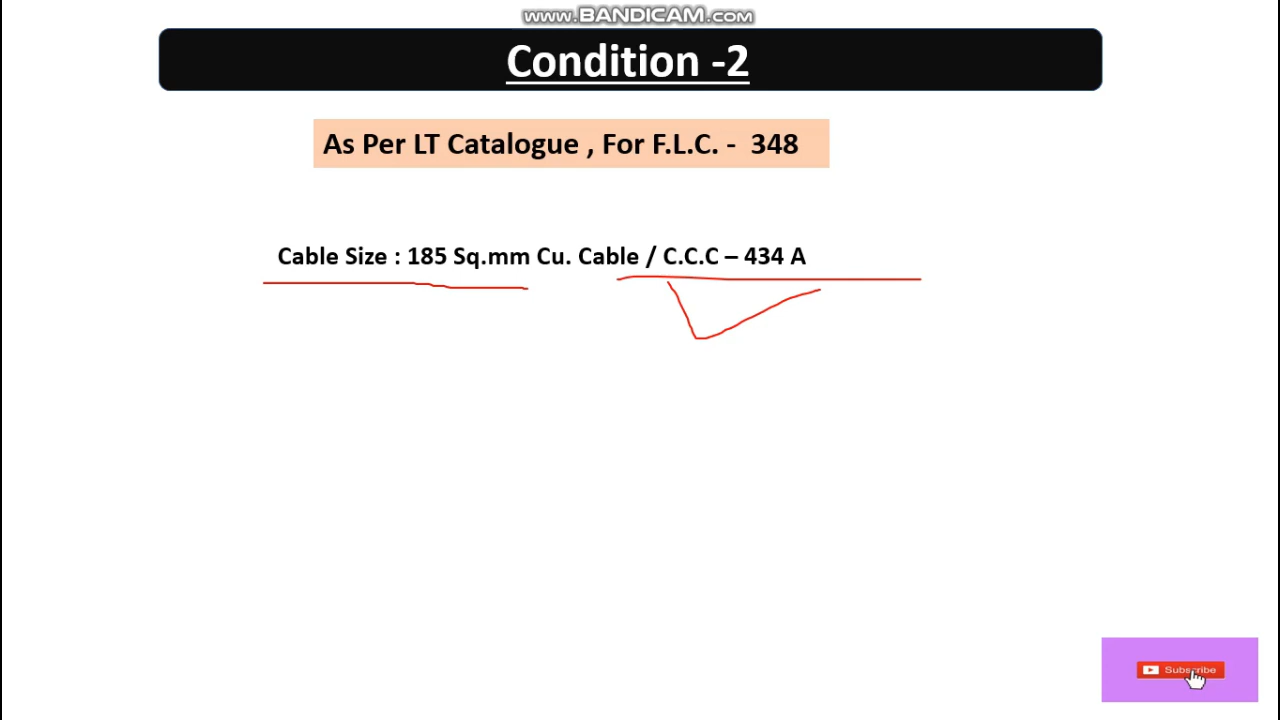 WWW.BANDICAM.COM
Condition -2
As Per LT Catalogue , For F.L.C. - 348
Cable Size : 185 Sq.mm Cu. Cable / C.C.C – 434 A
Subscribe